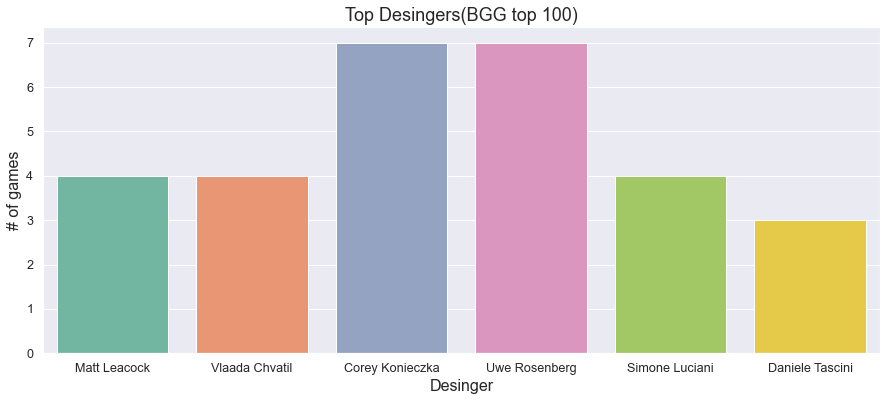 Top Desingers(BGG top 100)
# of games
7
6
5
4
3
2
1
0
Matt Leacock Vlaada Chvatil Corey Konieczka Uwe Rosenberg Simone Luciani Daniele Tascini
Desinger